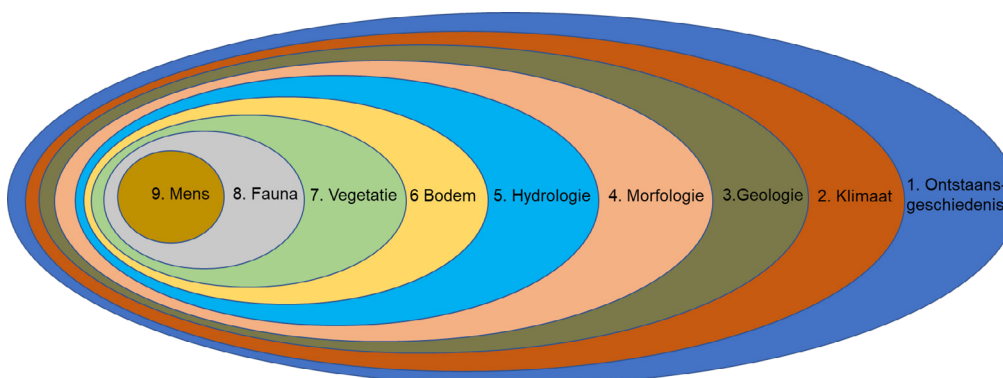 9. Mens
8. Fauna
7. Vegetatie
6 Bodem
5. Hydrologie
4. Morfologie
3.Geologie
2. Klimaat
1. Ontstaans-
geschiedenis